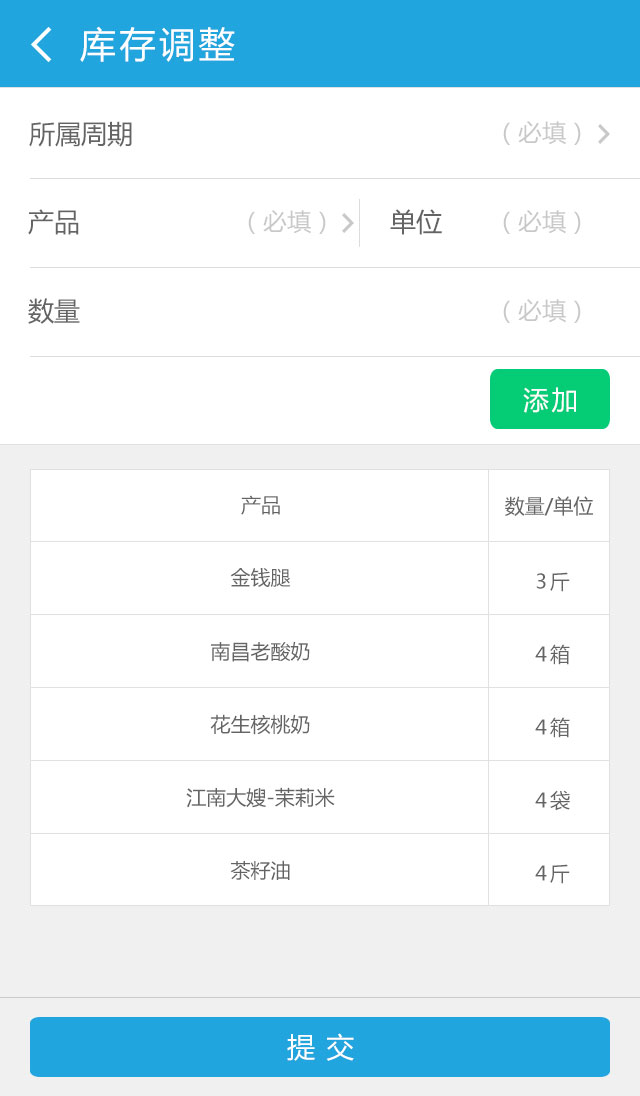 库存调整
所属周期 (必填)
产品 (必填) 单位 (必填)
数量 (必填)
添加
产品 数量/单位
金钱腿 3斤
南昌老酸奶 4箱
花生核桃奶 4箱
江南大嫂-茉莉米 4袋
茶籽油 4斤
提交